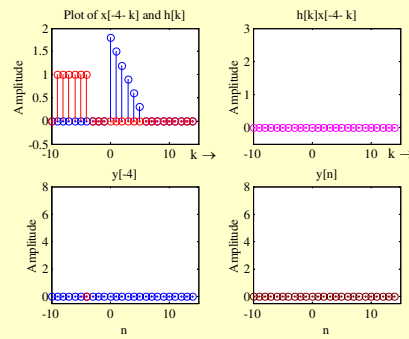 Plot of x[-4- k] and h[k]
2
1.5
1
0.5
0
-0.5
Amplitude
-10 0 10
k →
h[k]x[-4- k]
3
2
1
0
Amplitude
-10 0 10
k →
y[-4]
8
6
4
2
0
Amplitude
-10 0 10
n
y[n]
8
6
4
2
0
Amplitude
-10 0 10
n